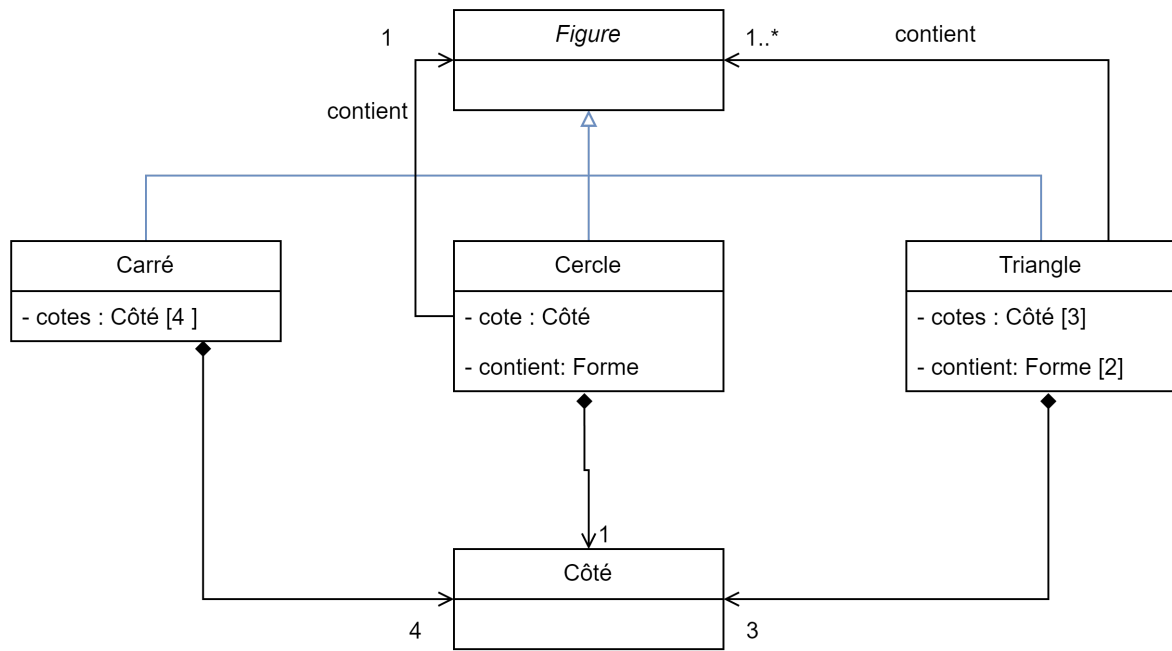 Figure
1
1..*
contient
contient
Carré
- cotes : Côté [4 ]
Cercle
- cote : Côté
- contient: Forme
Triangle
- cotes : Côté [3]
- contient: Forme [2]
1
Côté
4
3